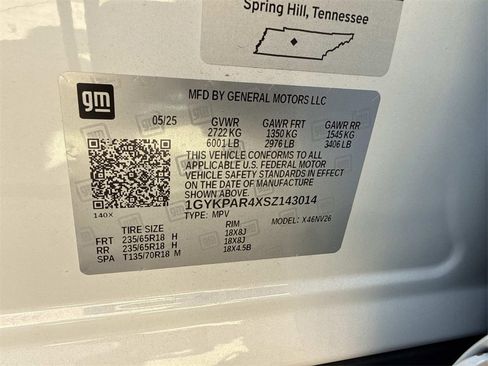 Spring Hill, Tennessee
gm
MFD BY GENERAL MOTORS LLC
05/25 GVWR GAWR FRT GAWR RR
2722 KG 1350 KG 1545 KG
6001 LB 2976 LB 3406 LB
THIS VEHICLE CONFORMS TO ALL
APPLICABLE U.S. FEDERAL MOTOR
VEHICLE SAFETY STANDARDS IN EFFECT
ON THE DATE OF MANUFACTURE SHOWN
ABOVE.
1GYKPAR4XSZ143014
140X TYPE: MPV MODEL: X46NV26
TIRE SIZE RIM
FRT 235/65R18 H 18X8J
RR 235/65R18 H 18X8J
SPA T135/70R18 M 18X4.5B